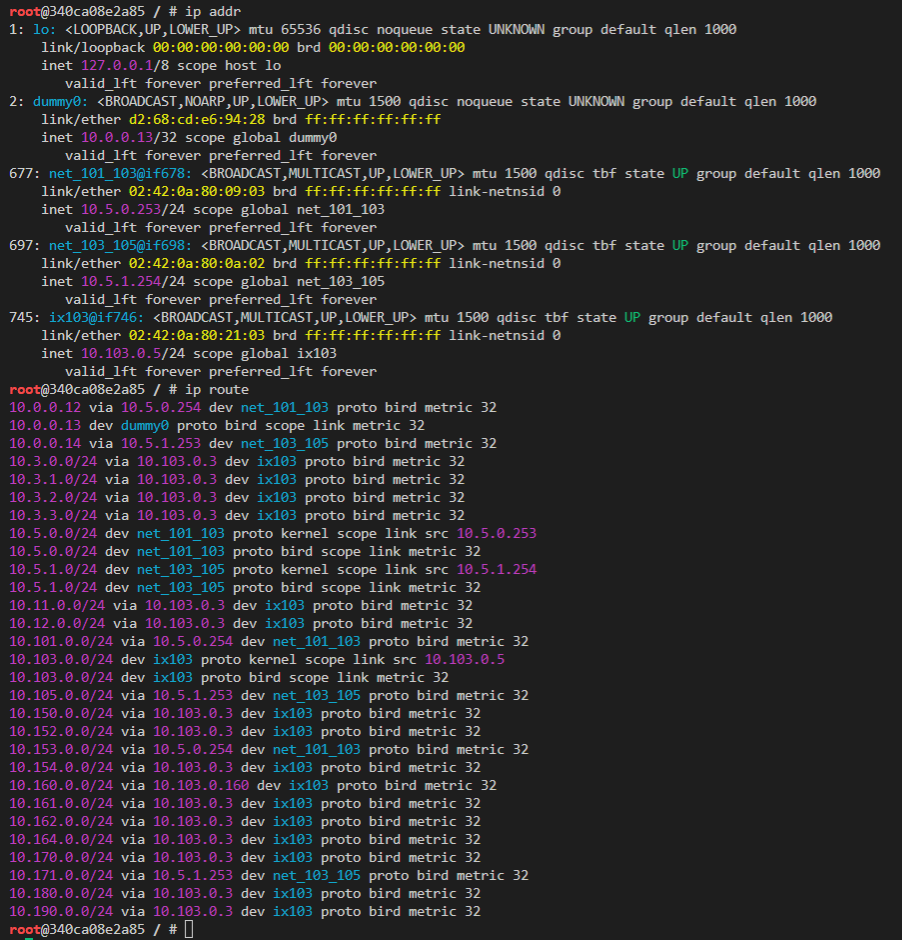 root@340ca08e2a85 / # ip addr
1: lo: <LOOPBACK,UP,LOWER_UP> mtu 65536 qdisc noqueue state UNKNOWN group default qlen 1000
    link/loopback 00:00:00:00:00:00 brd 00:00:00:00:00:00
    inet 127.0.0.1/8 scope host lo
       valid_lft forever preferred_lft forever
2: dummy0: <BROADCAST,NOARP,UP,LOWER_UP> mtu 1500 qdisc noqueue state UNKNOWN group default qlen 1000
    link/ether d2:68:cd:e6:94:28 brd ff:ff:ff:ff:ff:ff
    inet 10.0.0.13/32 scope global dummy0
       valid_lft forever preferred_lft forever
677: net_101_103@if678: <BROADCAST,MULTICAST,UP,LOWER_UP> mtu 1500 qdisc tbf state UP group default qlen 1000
    link/ether 02:42:0a:80:09:03 brd ff:ff:ff:ff:ff:ff link-netnsid 0
    inet 10.5.0.253/24 scope global net_101_103
       valid_lft forever preferred_lft forever
697: net_103_105@if698: <BROADCAST,MULTICAST,UP,LOWER_UP> mtu 1500 qdisc tbf state UP group default qlen 1000
    link/ether 02:42:0a:80:0a:02 brd ff:ff:ff:ff:ff:ff link-netnsid 0
    inet 10.5.1.254/24 scope global net_103_105
       valid_lft forever preferred_lft forever
745: ix103@if746: <BROADCAST,MULTICAST,UP,LOWER_UP> mtu 1500 qdisc tbf state UP group default qlen 1000
    link/ether 02:42:0a:80:21:03 brd ff:ff:ff:ff:ff:ff link-netnsid 0
    inet 10.103.0.5/24 scope global ix103
       valid_lft forever preferred_lft forever
root@340ca08e2a85 / # ip route
10.0.0.12 via 10.5.0.254 dev net_101_103 proto bird metric 32
10.0.0.13 dev dummy0 proto bird scope link metric 32
10.0.0.14 via 10.5.1.253 dev net_103_105 proto bird metric 32
10.3.0.0/24 via 10.103.0.3 dev ix103 proto bird metric 32
10.3.1.0/24 via 10.103.0.3 dev ix103 proto bird metric 32
10.3.2.0/24 via 10.103.0.3 dev ix103 proto bird metric 32
10.3.3.0/24 via 10.103.0.3 dev ix103 proto bird metric 32
10.5.0.0/24 dev net_101_103 proto kernel scope link src 10.5.0.253
10.5.0.0/24 dev net_101_103 proto bird scope link metric 32
10.5.1.0/24 dev net_103_105 proto kernel scope link src 10.5.1.254
10.5.1.0/24 dev net_103_105 proto bird scope link metric 32
10.11.0.0/24 via 10.103.0.3 dev ix103 proto bird metric 32
10.12.0.0/24 via 10.103.0.3 dev ix103 proto bird metric 32
10.101.0.0/24 via 10.5.0.254 dev net_101_103 proto bird metric 32
10.103.0.0/24 dev ix103 proto kernel scope link src 10.103.0.5
10.103.0.0/24 dev ix103 proto bird scope link metric 32
10.105.0.0/24 via 10.5.1.253 dev net_103_105 proto bird metric 32
10.150.0.0/24 via 10.103.0.3 dev ix103 proto bird metric 32
10.152.0.0/24 via 10.103.0.3 dev ix103 proto bird metric 32
10.153.0.0/24 via 10.5.0.254 dev net_101_103 proto bird metric 32
10.154.0.0/24 via 10.103.0.3 dev ix103 proto bird metric 32
10.160.0.0/24 via 10.103.0.160 dev ix103 proto bird metric 32
10.161.0.0/24 via 10.103.0.3 dev ix103 proto bird metric 32
10.162.0.0/24 via 10.103.0.3 dev ix103 proto bird metric 32
10.164.0.0/24 via 10.103.0.3 dev ix103 proto bird metric 32
10.170.0.0/24 via 10.103.0.3 dev ix103 proto bird metric 32
10.171.0.0/24 via 10.5.1.253 dev net_103_105 proto bird metric 32
10.180.0.0/24 via 10.103.0.3 dev ix103 proto bird metric 32
10.190.0.0/24 via 10.103.0.3 dev ix103 proto bird metric 32
root@340ca08e2a85 / #